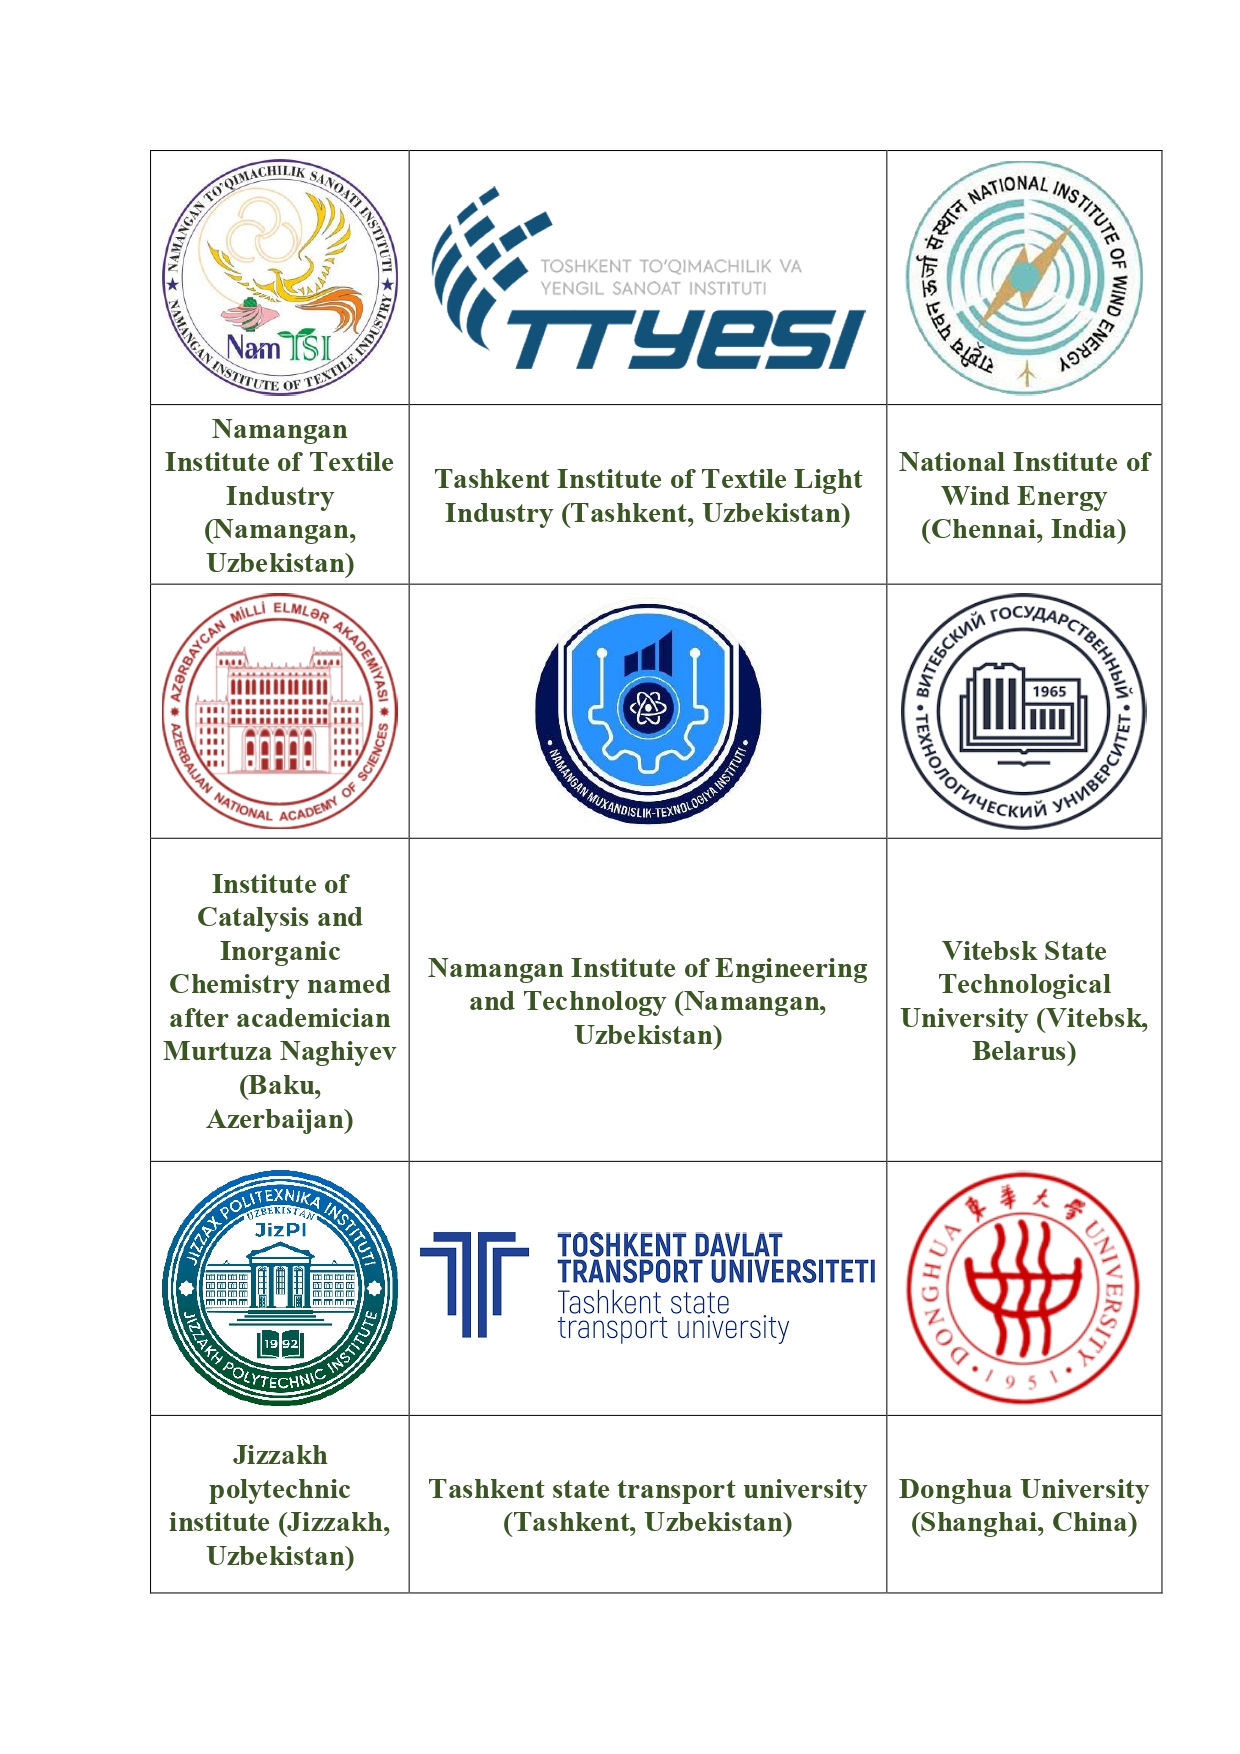 NAMANGAN TO'QIMACHILIK SANOATI INSTITUTI
NamTSI
NAMANGAN INSTITUTE OF TEXTILE INDUSTRY
TOSHKENT TO'QIMACHILIK VA
YENGIL SANOAT INSTITUTI
TTYESI
राष्ट्रीय पवन ऊर्जा संस्थान NATIONAL INSTITUTE OF WIND ENERGY
Namangan
Institute of Textile
Industry
(Namangan,
Uzbekistan)
Tashkent Institute of Textile Light
Industry (Tashkent, Uzbekistan)
National Institute of
Wind Energy
(Chennai, India)
AZƏRBAYCAN MİLLİ ELMLƏR AKADEMİYASI
AZERBAIJAN NATIONAL ACADEMY OF SCIENCES
• NAMANGAN MUXANDISLIK-TEXNOLOGIYA INSTITUTI •
• ВИТЕБСКИЙ ГОСУДАРСТВЕННЫЙ •
1965
ТЕХНОЛОГИЧЕСКИЙ УНИВЕРСИТЕТ
Institute of
Catalysis and
Inorganic
Chemistry named
after academician
Murtuza Naghiyev
(Baku,
Azerbaijan)
Namangan Institute of Engineering
and Technology (Namangan,
Uzbekistan)
Vitebsk State
Technological
University (Vitebsk,
Belarus)
JIZZAX POLITEXNIKA INSTITUTI
UZBEKISTAN
JizPI
1992
JIZZAKH POLYTECHNIC INSTITUTE
TOSHKENT DAVLAT
TRANSPORT UNIVERSITETI
Tashkent state
transport university
東華大學
DONGHUA UNIVERSITY
• 1951 •
Jizzakh
polytechnic
institute (Jizzakh,
Uzbekistan)
Tashkent state transport university
(Tashkent, Uzbekistan)
Donghua University
(Shanghai, China)